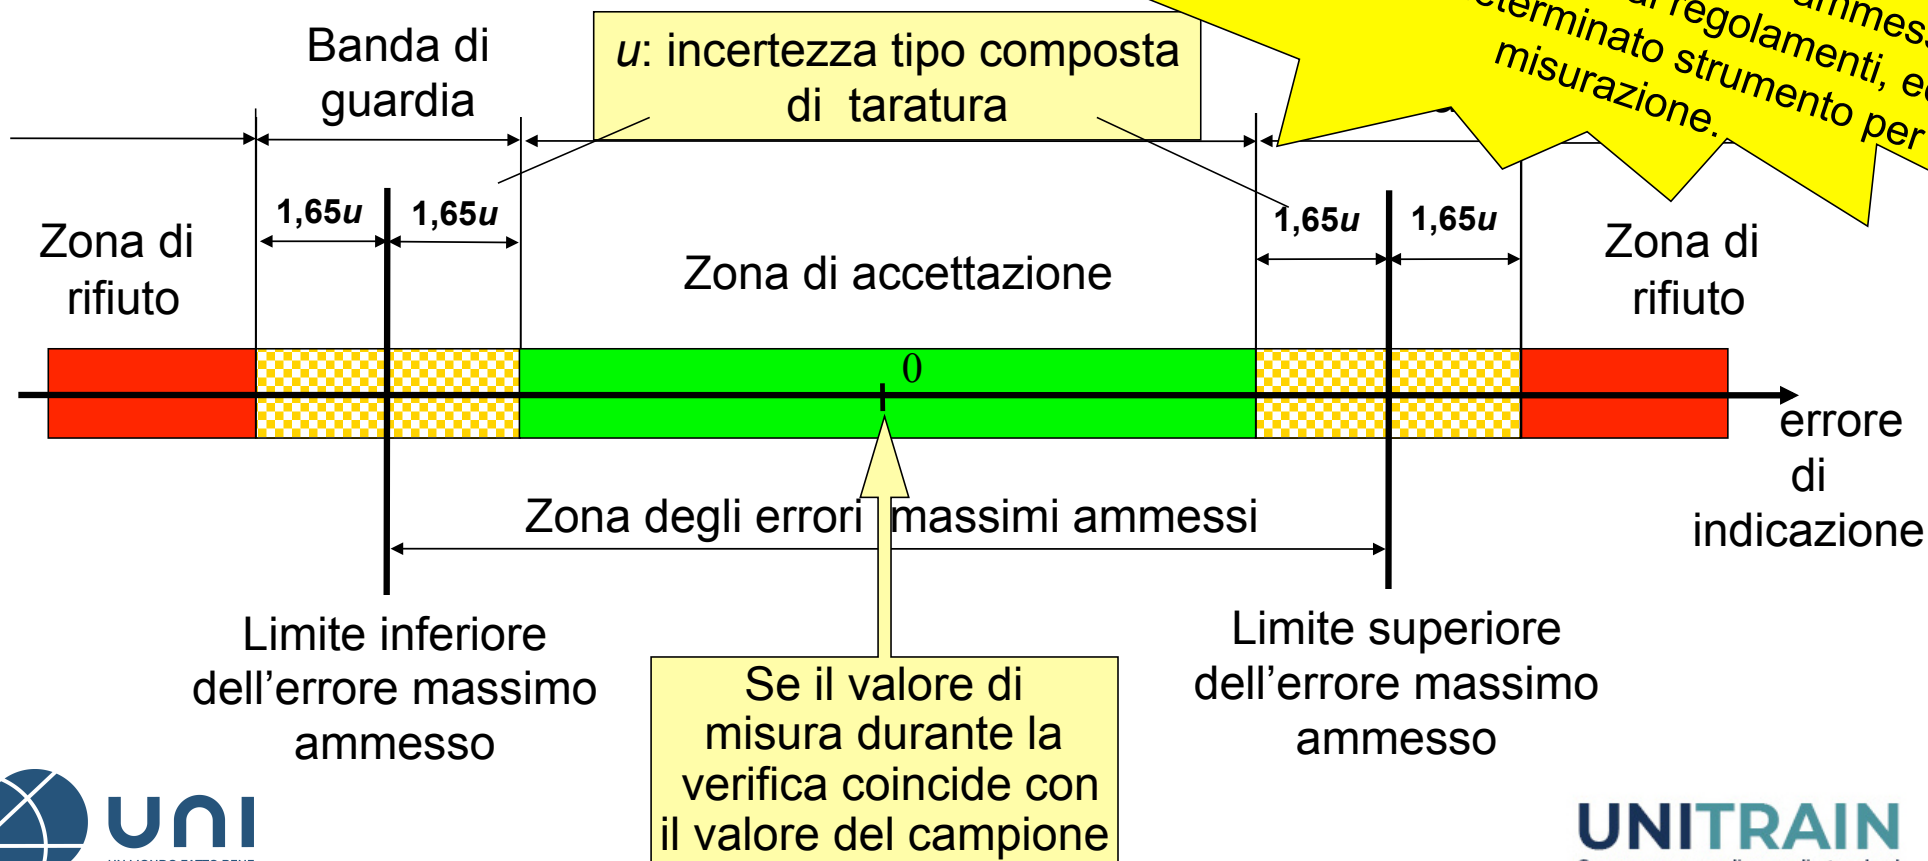 Banda di
guardia
u: incertezza tipo composta
di taratura
regolamenti,
strumento per
misurazione.
1,65u
1,65u
1,65u
1,65u
Zona di
rifiuto
Zona di accettazione
Zona di
rifiuto
0
errore
di
indicazione
Zona degli errori massimi ammessi
Limite inferiore
dell’errore massimo
ammesso
Limite superiore
dell’errore massimo
ammesso
Se il valore di
misura durante la
verifica coincide con
il valore del campione
UNI
UNITRAIN